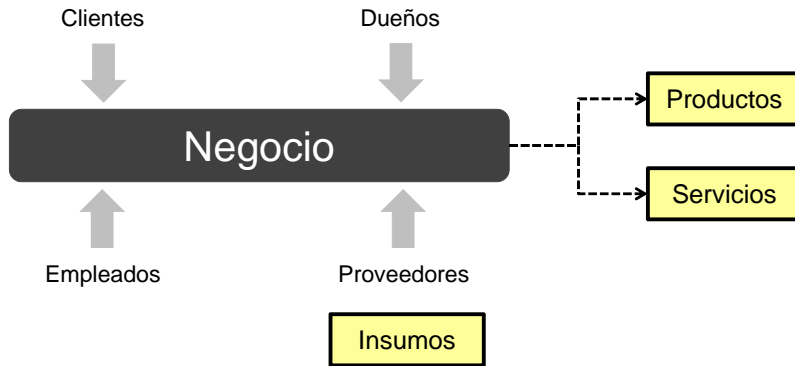 Clientes
Dueños
Productos
Negocio
Servicios
Empleados
Proveedores
Insumos